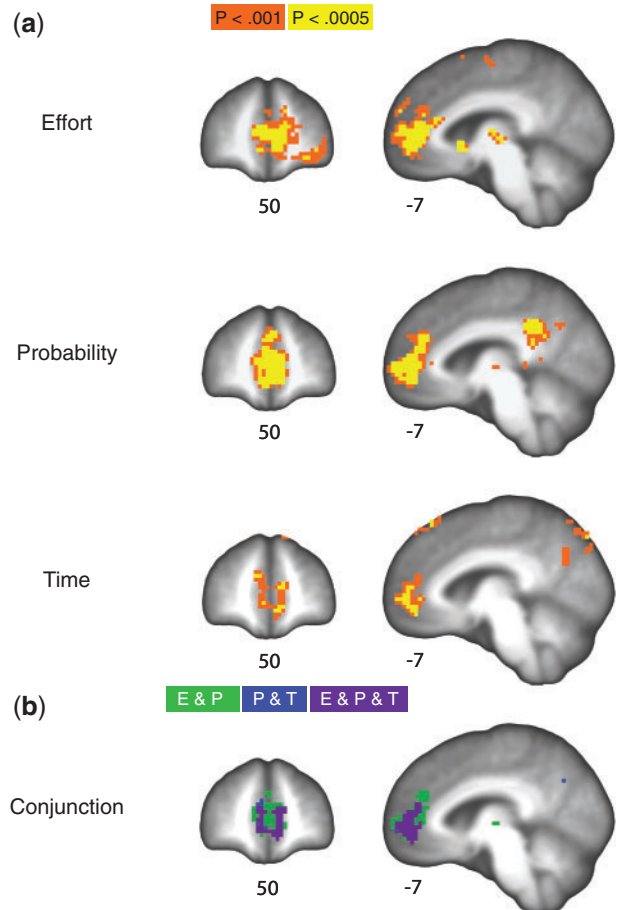 (a)
P < .001 P < .0005
Effort
50 -7
Probability
50 -7
Time
50 -7
(b)
E & P P & T E & P & T
Conjunction
50 -7